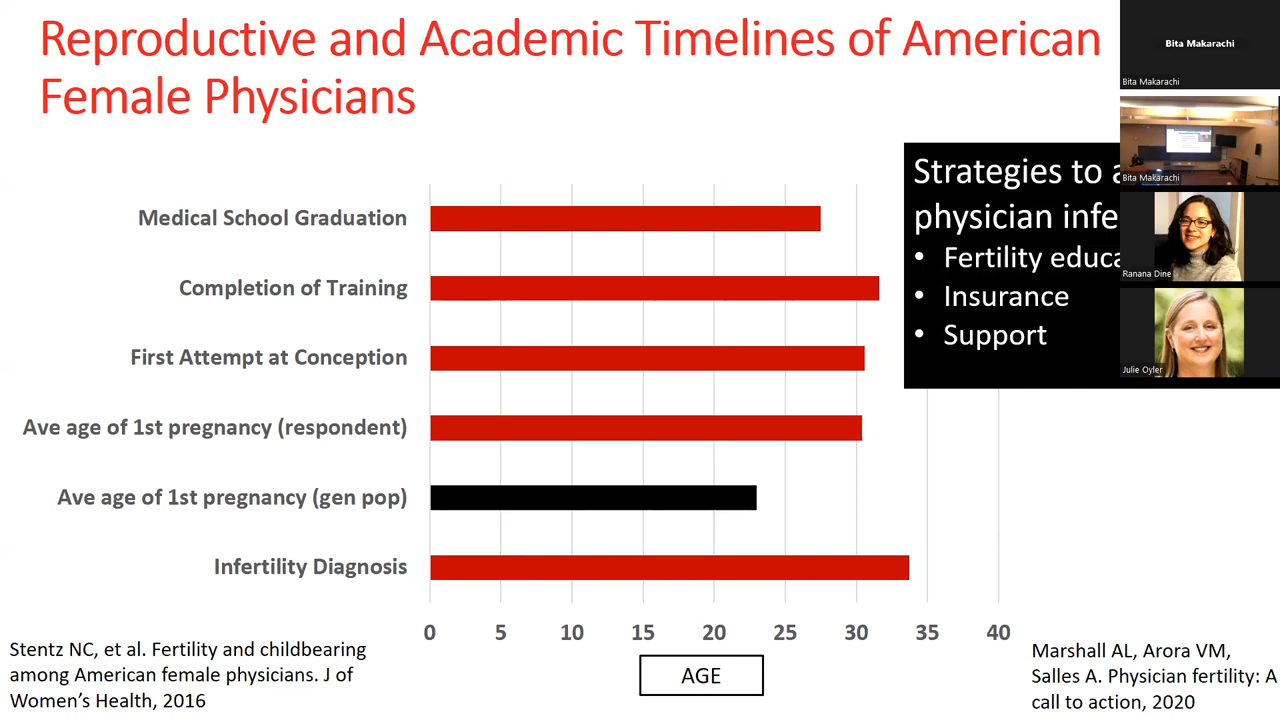 Reproductive and Academic Timelines of American
Female Physicians
Bita Makarachi
Bita Makarachi
Bita Makarachi
Ranana Dine
Julie Oyler
Strategies to
physician infe
• Fertility educa
• Insurance
• Support
Medical School Graduation
Completion of Training
First Attempt at Conception
Ave age of 1st pregnancy (respondent)
Ave age of 1st pregnancy (gen pop)
Infertility Diagnosis
0 5 10 15 20 25 30 35 40
AGE
Stentz NC, et al. Fertility and childbearing
among American female physicians. J of
Women's Health, 2016
Marshall AL, Arora VM,
Salles A. Physician fertility: A
call to action, 2020